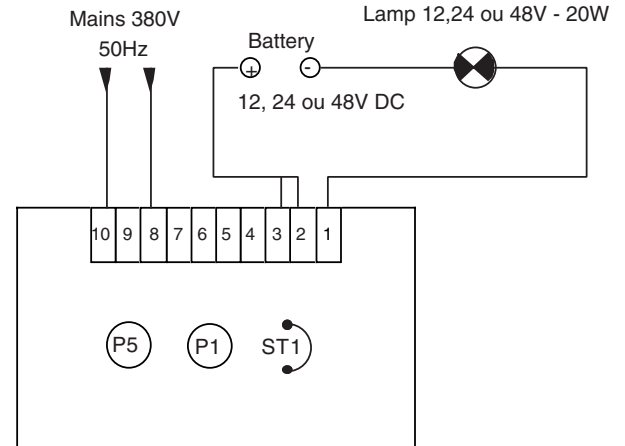 Mains 380V
50Hz
Lamp 12,24 ou 48V - 20W
Battery
+ -
12, 24 ou 48V DC
10 9 8 7 6 5 4 3 2 1
P5 P1 ST1